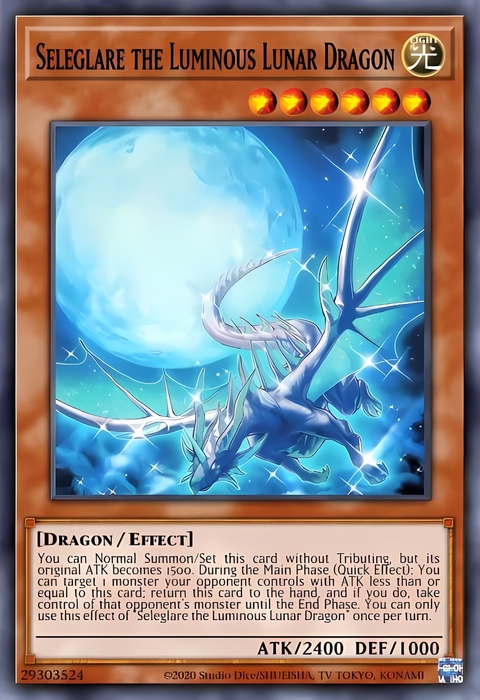 SELEGLARE THE LUMINOUS LUNAR DRAGON
LIGHT
光
[DRAGON / EFFECT]
You can Normal Summon/Set this card without Tributing, but its
original ATK becomes 1500. During the Main Phase (Quick Effect): You
can target 1 monster your opponent controls with ATK less than or
equal to this card; return this card to the hand, and if you do, take
control of that opponent's monster until the End Phase. You can only
use this effect of "Seleglare the Luminous Lunar Dragon" once per turn.
ATK/2400 DEF/1000
29303524
©2020 Studio Dice/SHUEISHA, TV TOKYO, KONAMI